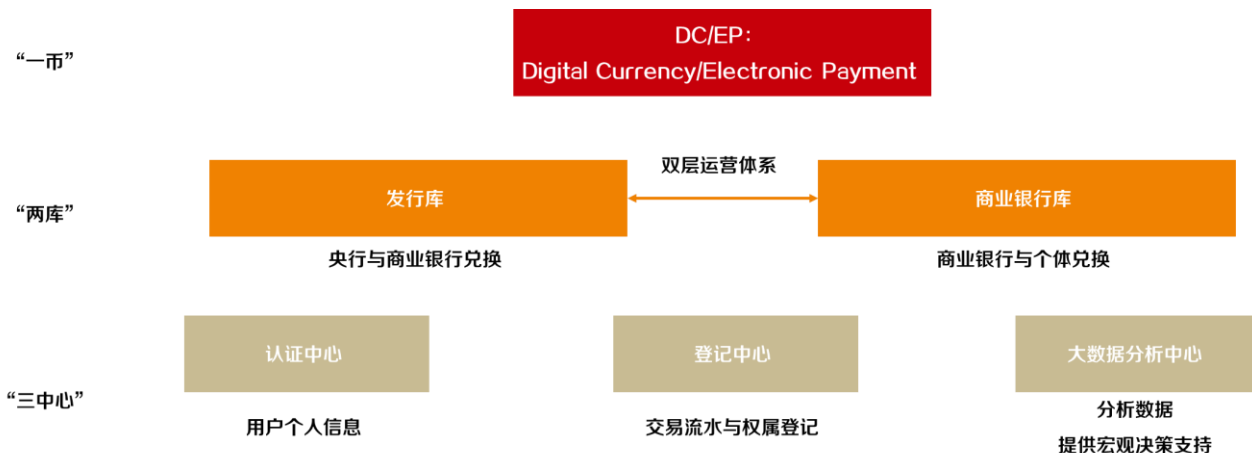 DC/EP:
“一币”
Digital Currency/Electronic Payment
双层运营体系
“两库”
发行库
商业银行库
央行与商业银行兑换
商业银行与个体兑换
认证中心
登记中心
大数据分析中心
“三中心”
用户个人信息
交易流水与权属登记
分析数据
提供宏观决策支持